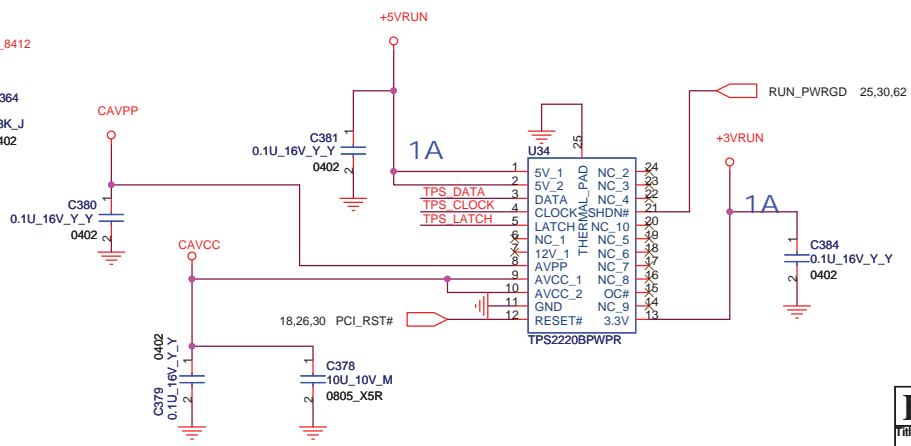 +5VRUN
_8412
364
3K_J
402
CAVPP
RUN_PWRGD 25,30,62
+3VRUN
C381
0.1U_16V_Y_Y
0402
1
2
1A
25
U34
THERMAL_PAD
1 5V_1 NC_2 24
2 5V_2 NC_3 23
TPS_DATA 3 DATA NC_4 22
TPS_CLOCK 4 CLOCK SHDN# 21
TPS_LATCH 5 LATCH NC_10 20
6 NC_1 NC_5 19
7 12V_1 NC_6 18
8 AVPP NC_7 17
9 AVCC_1 NC_8 16
10 AVCC_2 OC# 15
11 GND NC_9 14
12 RESET# 3.3V 13
TPS2220BPWPR
1A
C380
0.1U_16V_Y_Y
0402
1
2
C384
0.1U_16V_Y_Y
0402
1
2
CAVCC
18,26,30 PCI_RST#
C379
0.1U_16V_Y_Y
0402
1
2
C378
10U_10V_M
0805_X5R
1
2